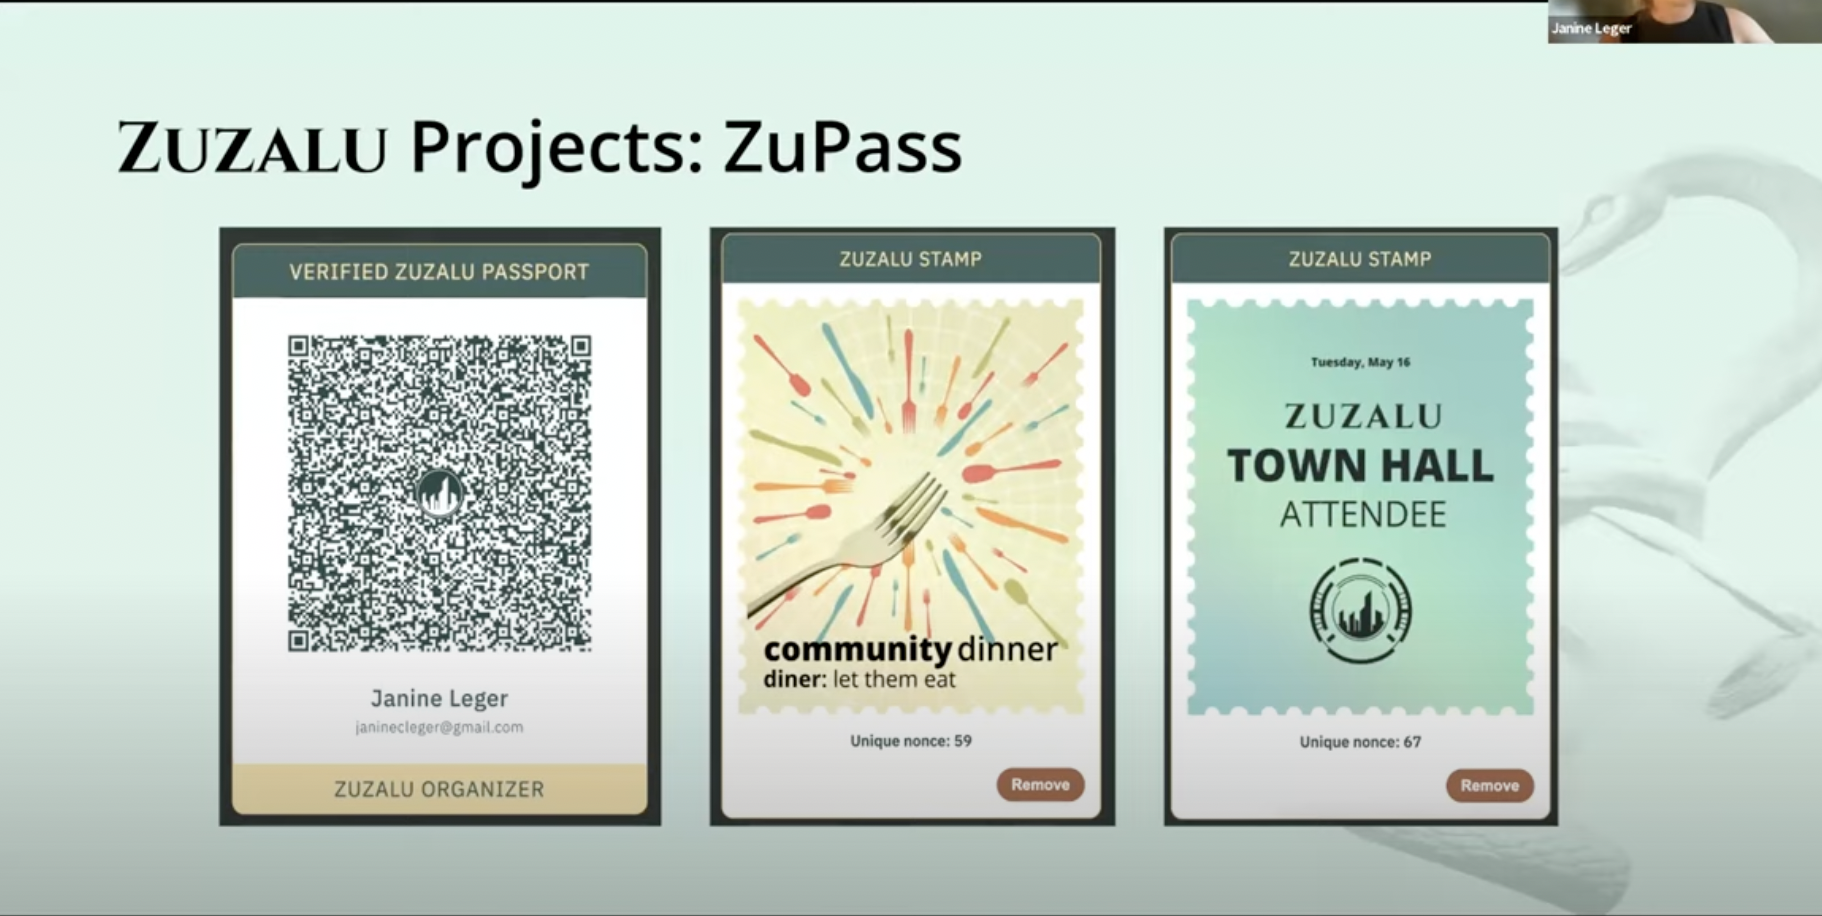 Janine Leger
ZUZALU Projects: ZuPass
VERIFIED ZUZALU PASSPORT
Janine Leger
janinecleger@gmail.com
ZUZALU ORGANIZER
ZUZALU STAMP
community dinner
diner: let them eat
Unique nonce: 59
Remove
ZUZALU STAMP
Tuesday, May 16
ZUZALU
TOWN HALL
ATTENDEE
Unique nonce: 67
Remove